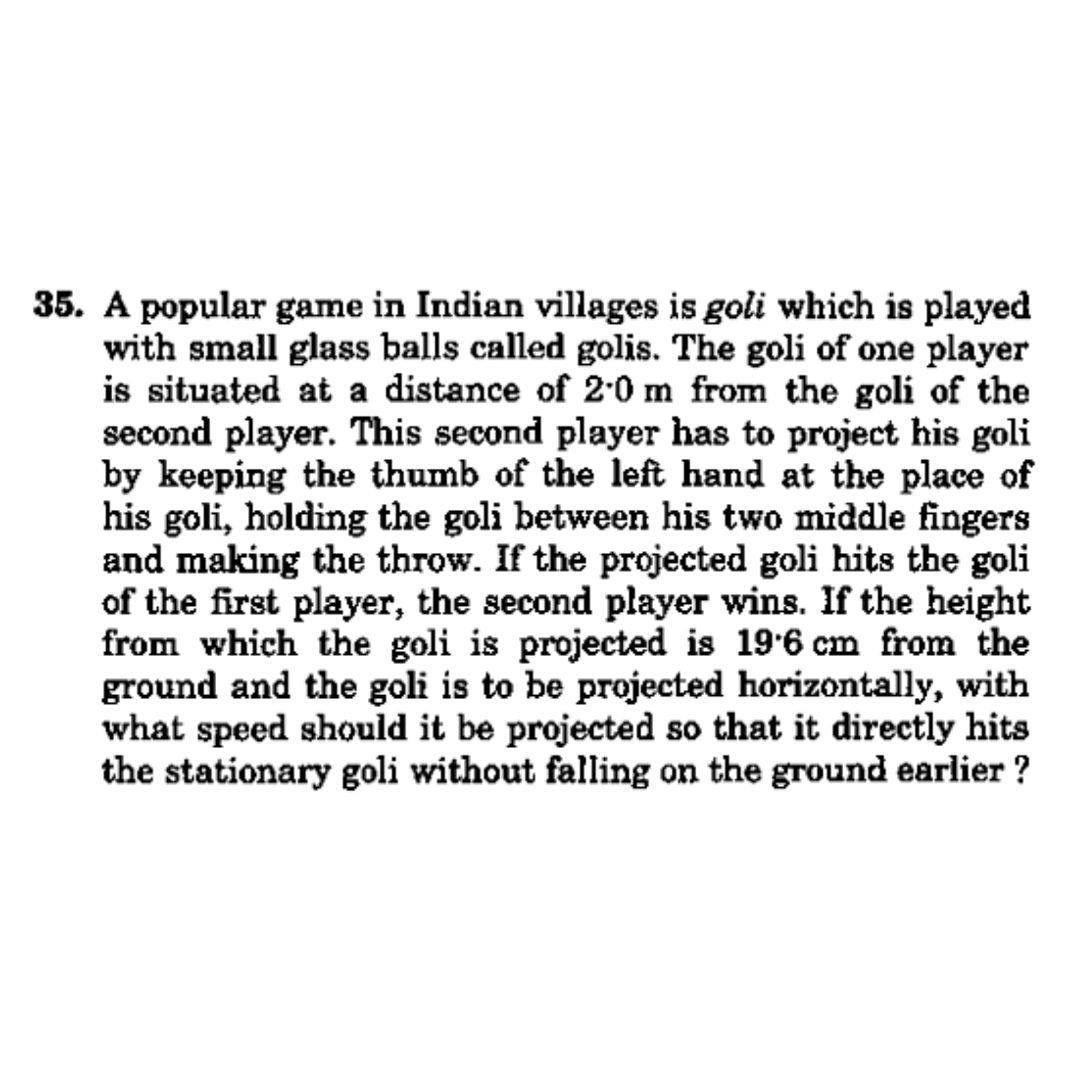 35. A popular game in Indian villages is goli which is played
with small glass balls called golis. The goli of one player
is situated at a distance of 2·0 m from the goli of the
second player. This second player has to project his goli
by keeping the thumb of the left hand at the place of
his goli, holding the goli between his two middle fingers
and making the throw. If the projected goli hits the goli
of the first player, the second player wins. If the height
from which the goli is projected is 19·6 cm from the
ground and the goli is to be projected horizontally, with
what speed should it be projected so that it directly hits
the stationary goli without falling on the ground earlier ?